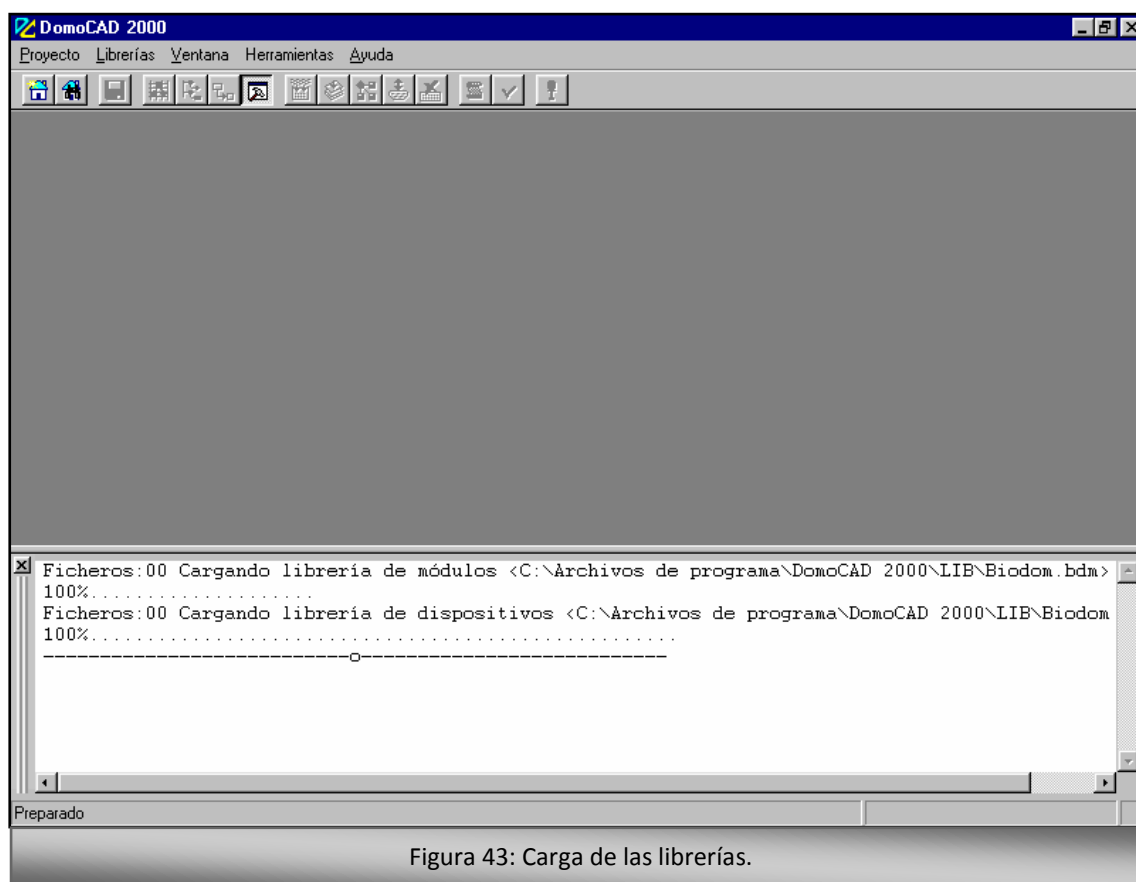 DomoCAD 2000
Proyecto Librerías Ventana Herramientas Ayuda
Ficheros:00 Cargando librería de módulos <C:\Archivos de programa\DomoCAD 2000\LIB\Biodom.bdm>
100%....................
Ficheros:00 Cargando librería de dispositivos <C:\Archivos de programa\DomoCAD 2000\LIB\Biodom
100%....................................................
---------------------------o---------------------------
Preparado
Figura 43: Carga de las librerías.